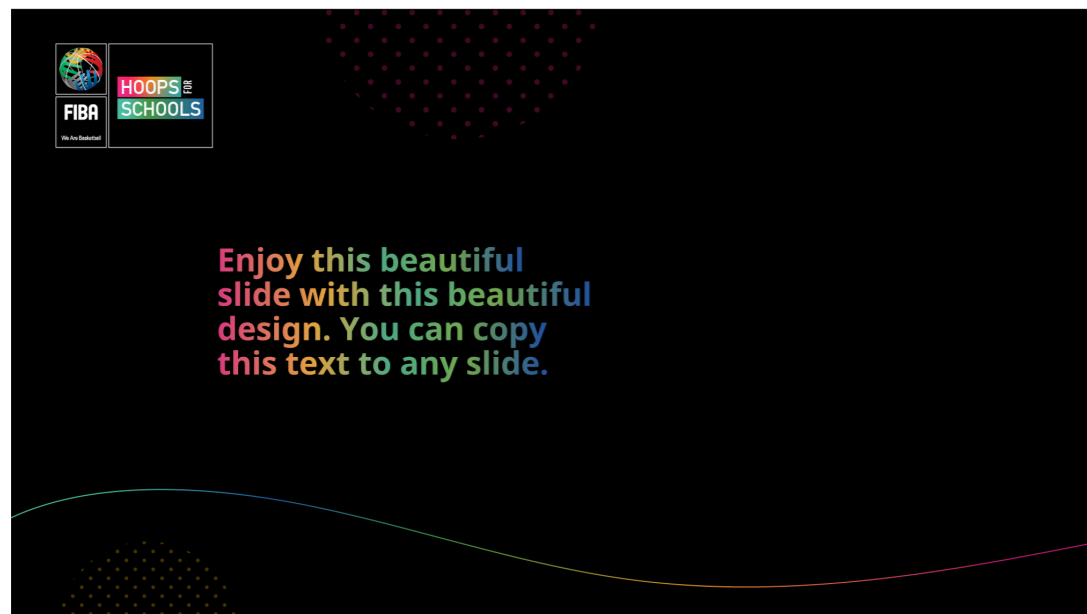 HOOPS FOR
SCHOOLS
FIBA
We Are Basketball
Enjoy this beautiful
slide with this beautiful
design. You can copy
this text to any slide.